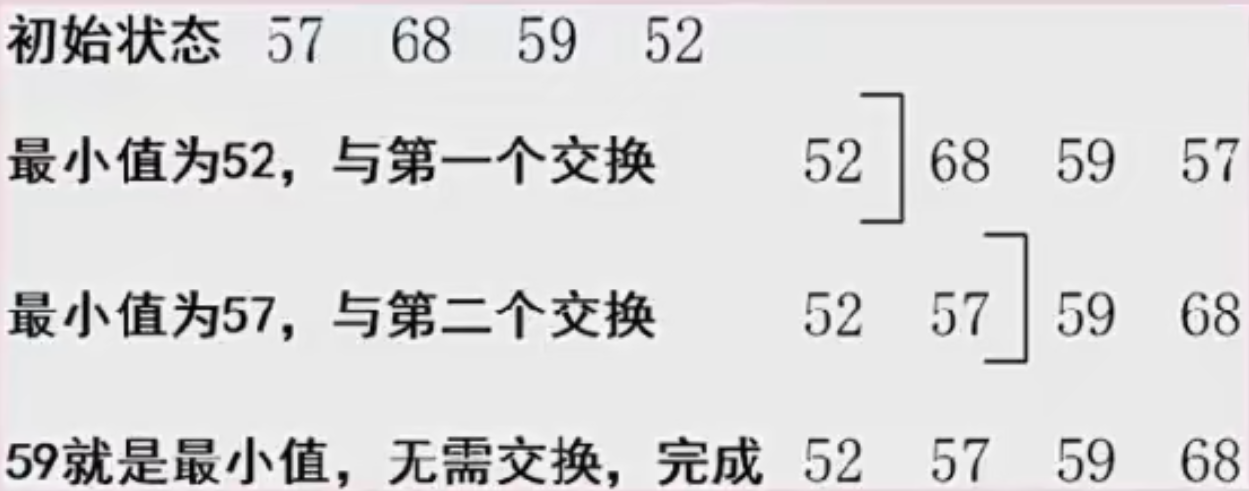 初始状态 57 68 59 52
最小值为52，与第一个交换 52 68 59 57
最小值为57，与第二个交换 52 57 59 68
59就是最小值，无需交换，完成 52 57 59 68